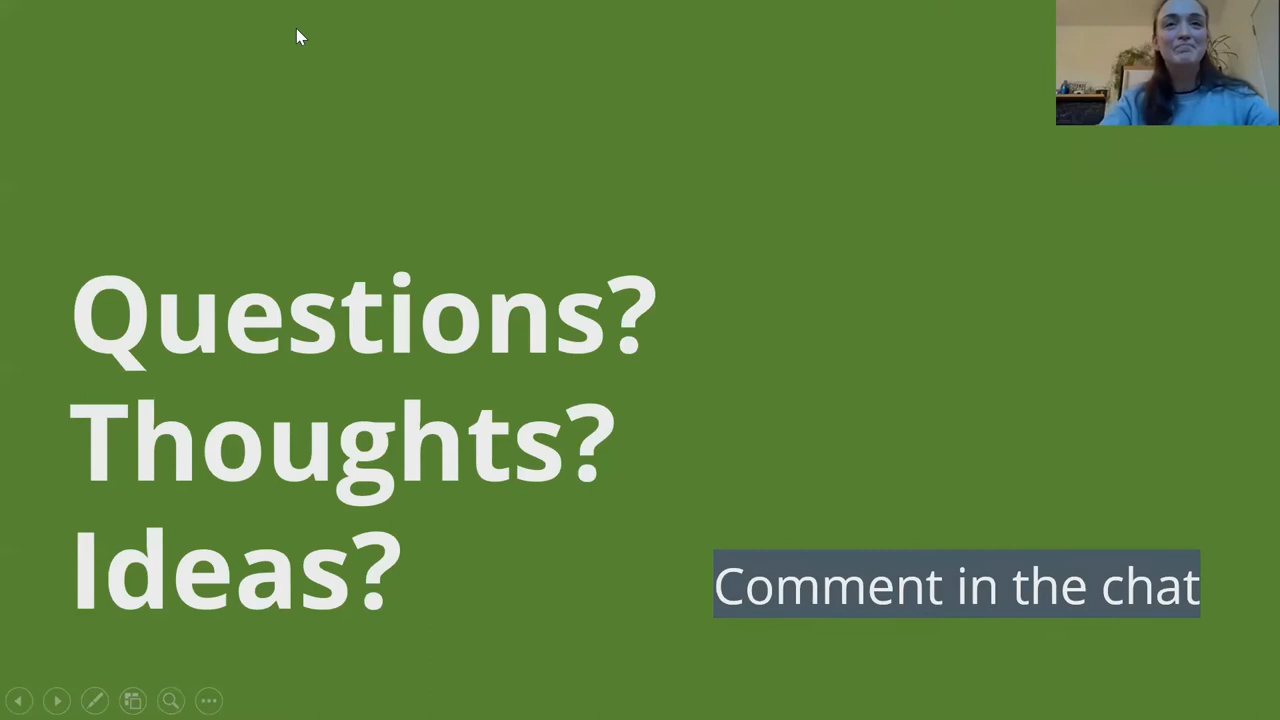 Questions?
Thoughts?
Ideas?
Comment in the chat